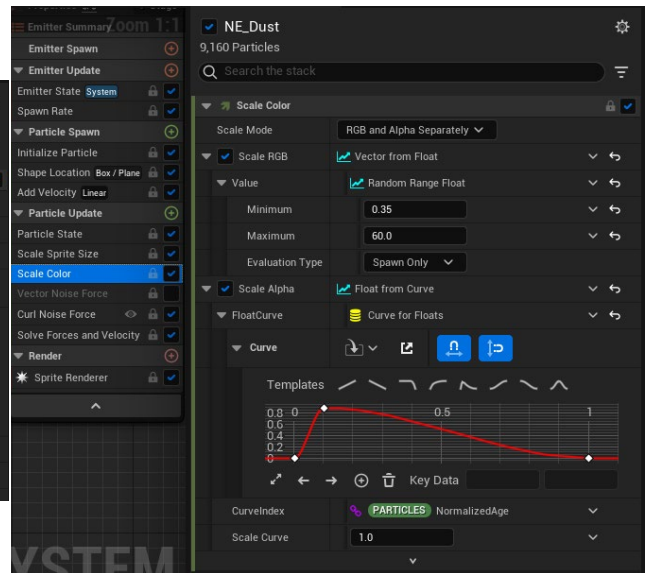 Emitter Summary
Zoom 1:1
Emitter Spawn
Emitter Update
Emitter State System
Spawn Rate
Particle Spawn
Initialize Particle
Shape Location Box / Plane
Add Velocity Linear
Particle Update
Particle State
Scale Sprite Size
Scale Color
Vector Noise Force
Curl Noise Force
Solve Forces and Velocity
Render
Sprite Renderer
YSTEM
NE_Dust
9,160 Particles
Search the stack
Scale Color
Scale Mode RGB and Alpha Separately
Scale RGB Vector from Float
Value Random Range Float
Minimum 0.35
Maximum 60.0
Evaluation Type Spawn Only
Scale Alpha Float from Curve
FloatCurve Curve for Floats
Curve
Templates
0.8 0 0.5 1
0.6
0.4
0.2
0
Key Data
CurveIndex PARTICLES NormalizedAge
Scale Curve 1.0